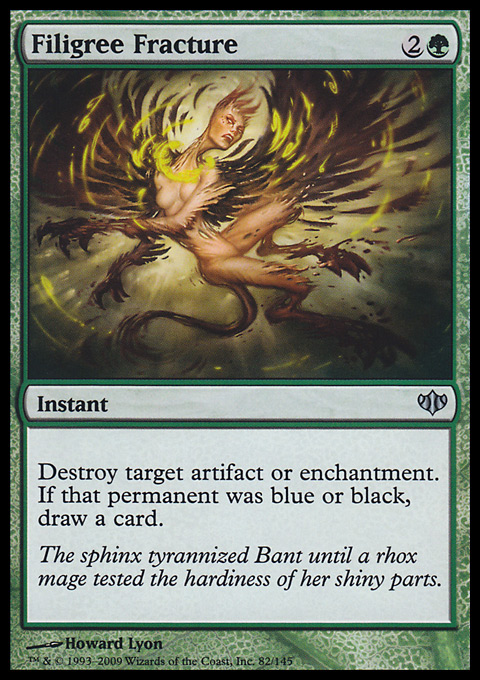 Filigree Fracture 2
Instant
Destroy target artifact or enchantment.
If that permanent was blue or black,
draw a card.
The sphinx tyrannized Bant until a rhox
mage tested the hardiness of her shiny parts.
Howard Lyon
™ & © 1993–2009 Wizards of the Coast, Inc. 82/145